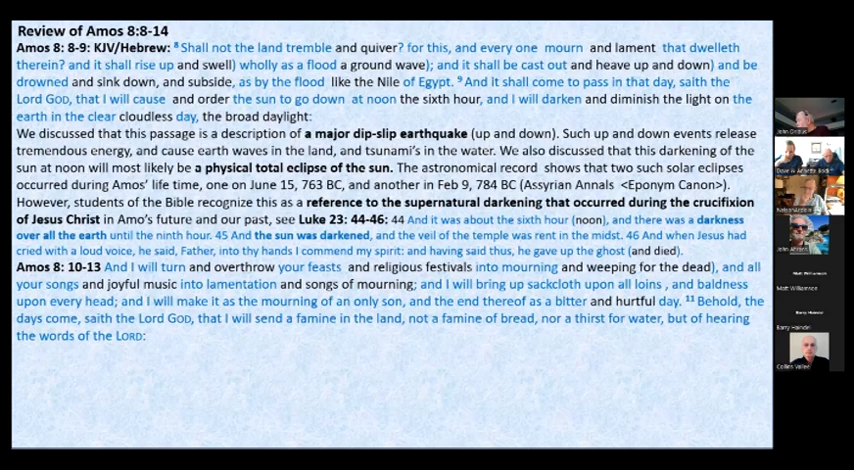 Review of Amos 8:8-14
Amos 8: 8-9: KJV/Hebrew: 8 Shall not the land tremble and quiver? for this, and every one mourn and lament that dwelleth
therein? and it shall rise up and swell) wholly as a flood a ground wave); and it shall be cast out and heave up and down) and be
drowned and sink down, and subside, as by the flood like the Nile of Egypt. 9 And it shall come to pass in that day, saith the
Lord GOD, that I will cause and order the sun to go down at noon the sixth hour, and I will darken and diminish the light on the
earth in the clear cloudless day, the broad daylight:
We discussed that this passage is a description of a major dip-slip earthquake (up and down). Such up and down events release
tremendous energy, and cause earth waves in the land, and tsunami's in the water. We also discussed that this darkening of the
sun at noon will most likely be a physical total eclipse of the sun. The astronomical record shows that two such solar eclipses
occurred during Amos' life time, one on June 15, 763 BC, and another in Feb 9, 784 BC (Assyrian Annals <Eponym Canon>).
However, students of the Bible recognize this as a reference to the supernatural darkening that occurred during the crucifixion
of Jesus Christ in Amo's future and our past, see Luke 23: 44-46: 44 And it was about the sixth hour (noon), and there was a darkness
over all the earth until the ninth hour. 45 And the sun was darkened, and the veil of the temple was rent in the midst. 46 And when Jesus had
cried with a loud voice, he said, Father, into thy hands I commend my spirit: and having said thus, he gave up the ghost (and died).
Amos 8: 10-13 And I will turn and overthrow your feasts and religious festivals into mourning and weeping for the dead), and all
your songs and joyful music into lamentation and songs of mourning; and I will bring up sackcloth upon all loins , and baldness
upon every head; and I will make it as the mourning of an only son, and the end thereof as a bitter and hurtful day. 11 Behold, the
days come, saith the Lord GOD, that I will send a famine in the land, not a famine of bread, nor a thirst for water, but of hearing
the words of the LORD:
John
Matt Williamson
Matt Williamson
Barry Haindel
Barry Haindel